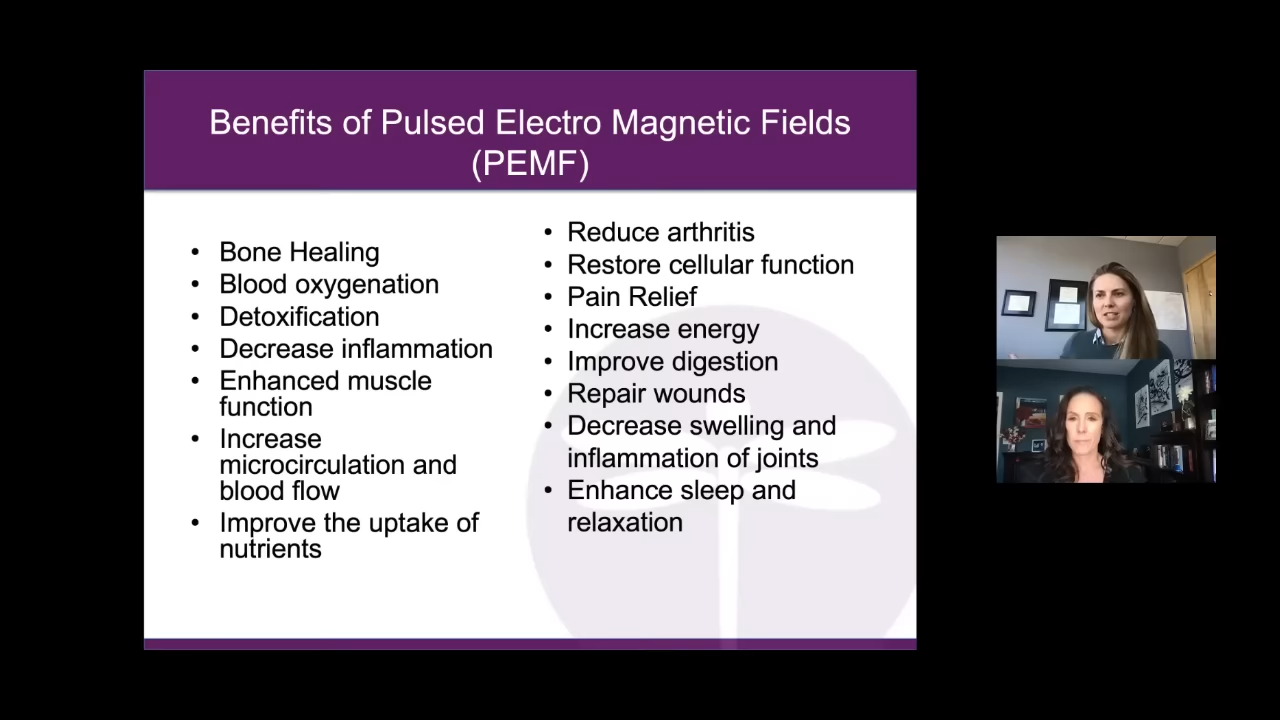 Benefits of Pulsed Electro Magnetic Fields
(PEMF)
• Bone Healing
• Blood oxygenation
• Detoxification
• Decrease inflammation
• Enhanced muscle
function
• Increase
microcirculation and
blood flow
• Improve the uptake of
nutrients
• Reduce arthritis
• Restore cellular function
• Pain Relief
• Increase energy
• Improve digestion
• Repair wounds
• Decrease swelling and
inflammation of joints
• Enhance sleep and
relaxation